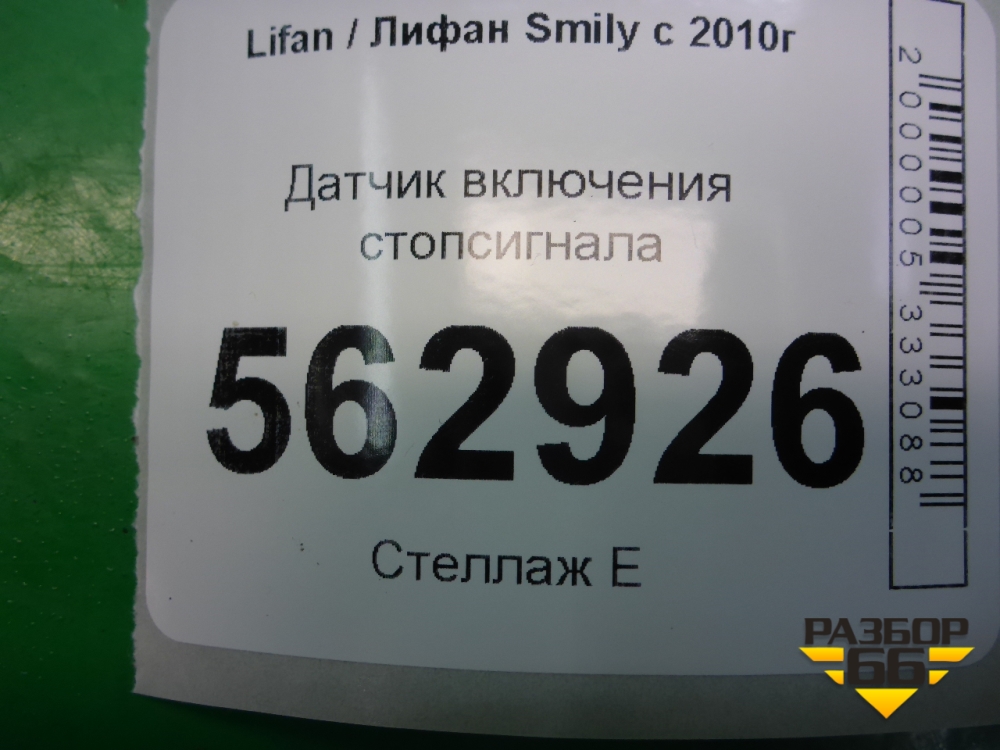 Lifan / Лифан Smily с 2010г
Датчик включения
стопсигнала
562926
Стеллаж Е
2000005333088
РАЗБОР
66